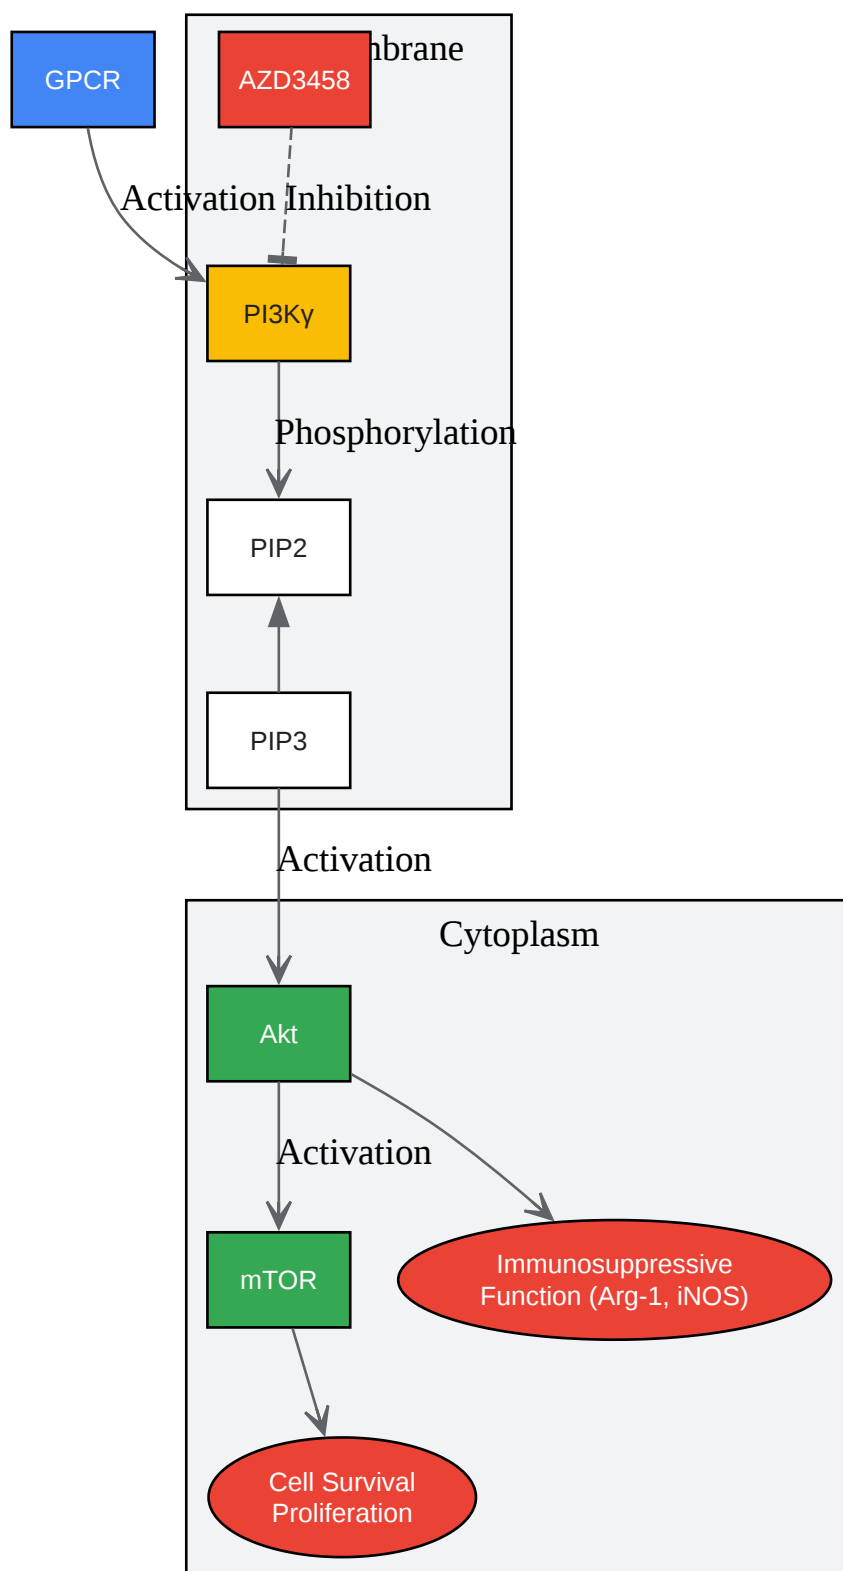 GPCR
AZD3458
Activation
Inhibition
PI3Kγ
Phosphorylation
PIP2
PIP3
Activation
Cytoplasm
Akt
Activation
mTOR
Immunosuppressive
Function (Arg-1, iNOS)
Cell Survival
Proliferation